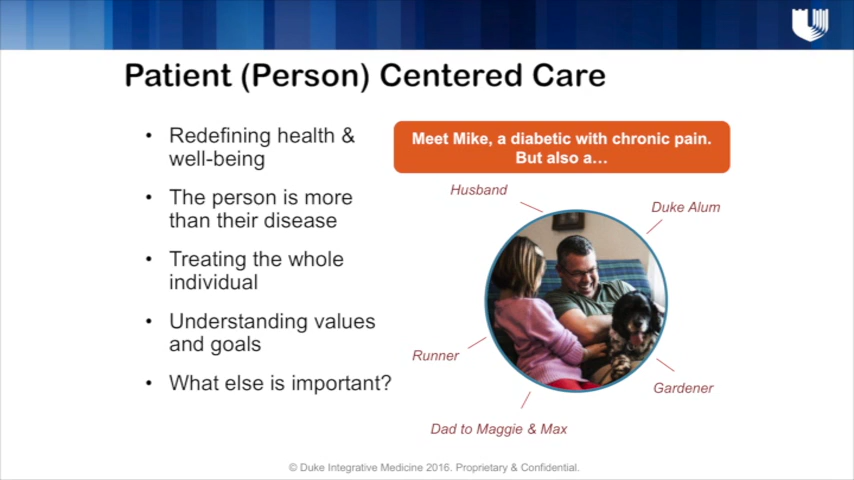 Patient (Person) Centered Care
• Redefining health &
well-being
• The person is more
than their disease
• Treating the whole
individual
• Understanding values
and goals
• What else is important?
Meet Mike, a diabetic with chronic pain.
But also a…
Husband
Duke Alum
Runner
Gardener
Dad to Maggie & Max
© Duke Integrative Medicine 2016. Proprietary & Confidential.